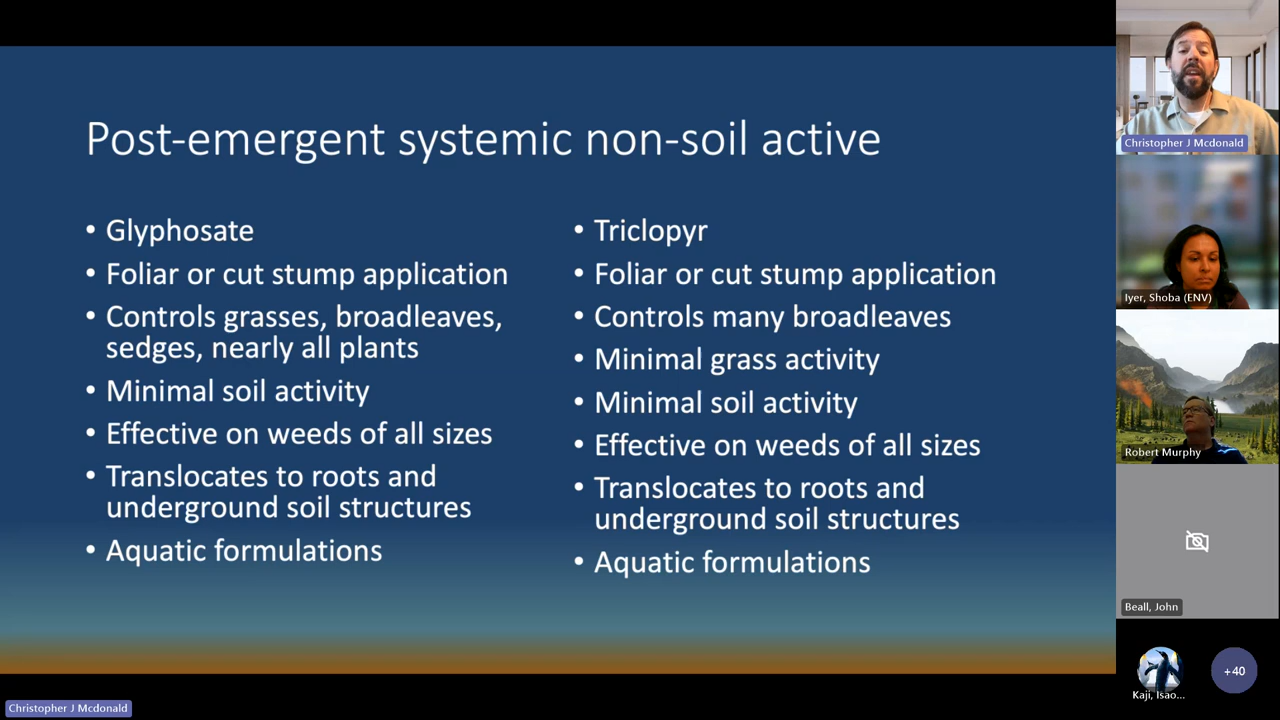 Post-emergent systemic non-soil active
• Glyphosate
• Foliar or cut stump application
• Controls grasses, broadleaves,
sedges, nearly all plants
• Minimal soil activity
• Effective on weeds of all sizes
• Translocates to roots and
underground soil structures
• Aquatic formulations
• Triclopyr
• Foliar or cut stump application
• Controls many broadleaves
• Minimal grass activity
• Minimal soil activity
• Effective on weeds of all sizes
• Translocates to roots and
underground soil structures
• Aquatic formulations
Christopher J Mcdonald
Iyer, Shoba (ENV)
Robert Murphy
Beall, John
Kaji, Isao...
+40
Christopher J Mcdonald